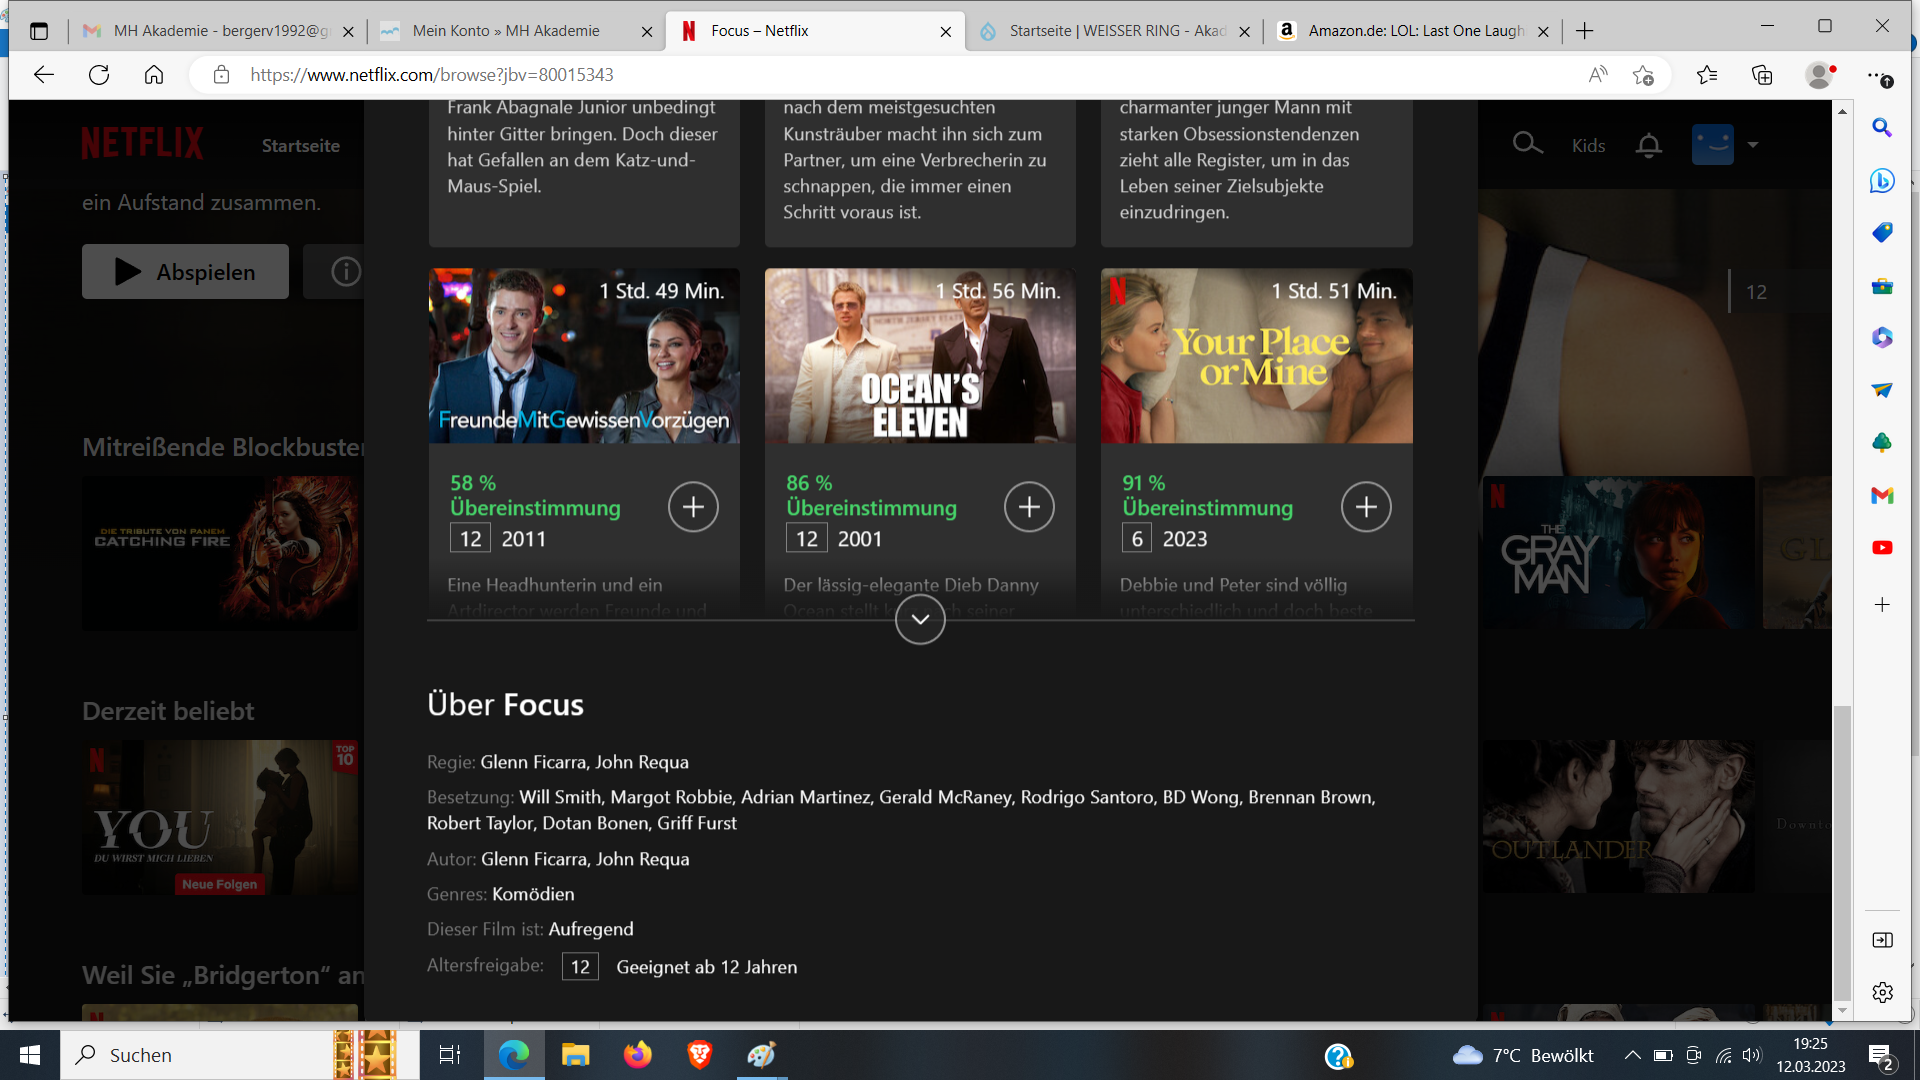 MH Akademie - bergerv1992@g
Mein Konto » MH Akademie
Focus – Netflix
Startseite | WEISSER RING - Akad
Amazon.de: LOL: Last One Laugh
https://www.netflix.com/browse?jbv=80015343
NETFLIX
Startseite
Kids
ein Aufstand zusammen.
Abspielen
12
Frank Abagnale Junior unbedingt
hinter Gitter bringen. Doch dieser
hat Gefallen an dem Katz-und-
Maus-Spiel.
nach dem meistgesuchten
Kunsträuber macht ihn sich zum
Partner, um eine Verbrecherin zu
schnappen, die immer einen
Schritt voraus ist.
charmanter junger Mann mit
starken Obsessionstendenzen
zieht alle Register, um in das
Leben seiner Zielsubjekte
einzudringen.
1 Std. 49 Min.
FreundeMitGewissenVorzügen
58 %
Übereinstimmung
12 2011
Eine Headhunterin und ein
Artdirector werden Freunde und
1 Std. 56 Min.
OCEAN'S
ELEVEN
86 %
Übereinstimmung
12 2001
Der lässig-elegante Dieb Danny
Ocean stellt
1 Std. 51 Min.
Your Place
or Mine
91 %
Übereinstimmung
6 2023
Debbie und Peter sind völlig
unterschiedlich und doch beste
Mitreißende Blockbuster
DIE TRIBUTE VON PANEM
CATCHING FIRE
THE
GRAY
MAN
Derzeit beliebt
TOP
10
YOU
DU WIRST MICH LIEBEN
Neue Folgen
OUTLANDER
Weil Sie „Bridgerton“ an
Über Focus
Regie: Glenn Ficarra, John Requa
Besetzung: Will Smith, Margot Robbie, Adrian Martinez, Gerald McRaney, Rodrigo Santoro, BD Wong, Brennan Brown,
Robert Taylor, Dotan Bonen, Griff Furst
Autor: Glenn Ficarra, John Requa
Genres: Komödien
Dieser Film ist: Aufregend
Altersfreigabe: 12 Geeignet ab 12 Jahren
Suchen
7°C Bewölkt
19:25
12.03.2023
2